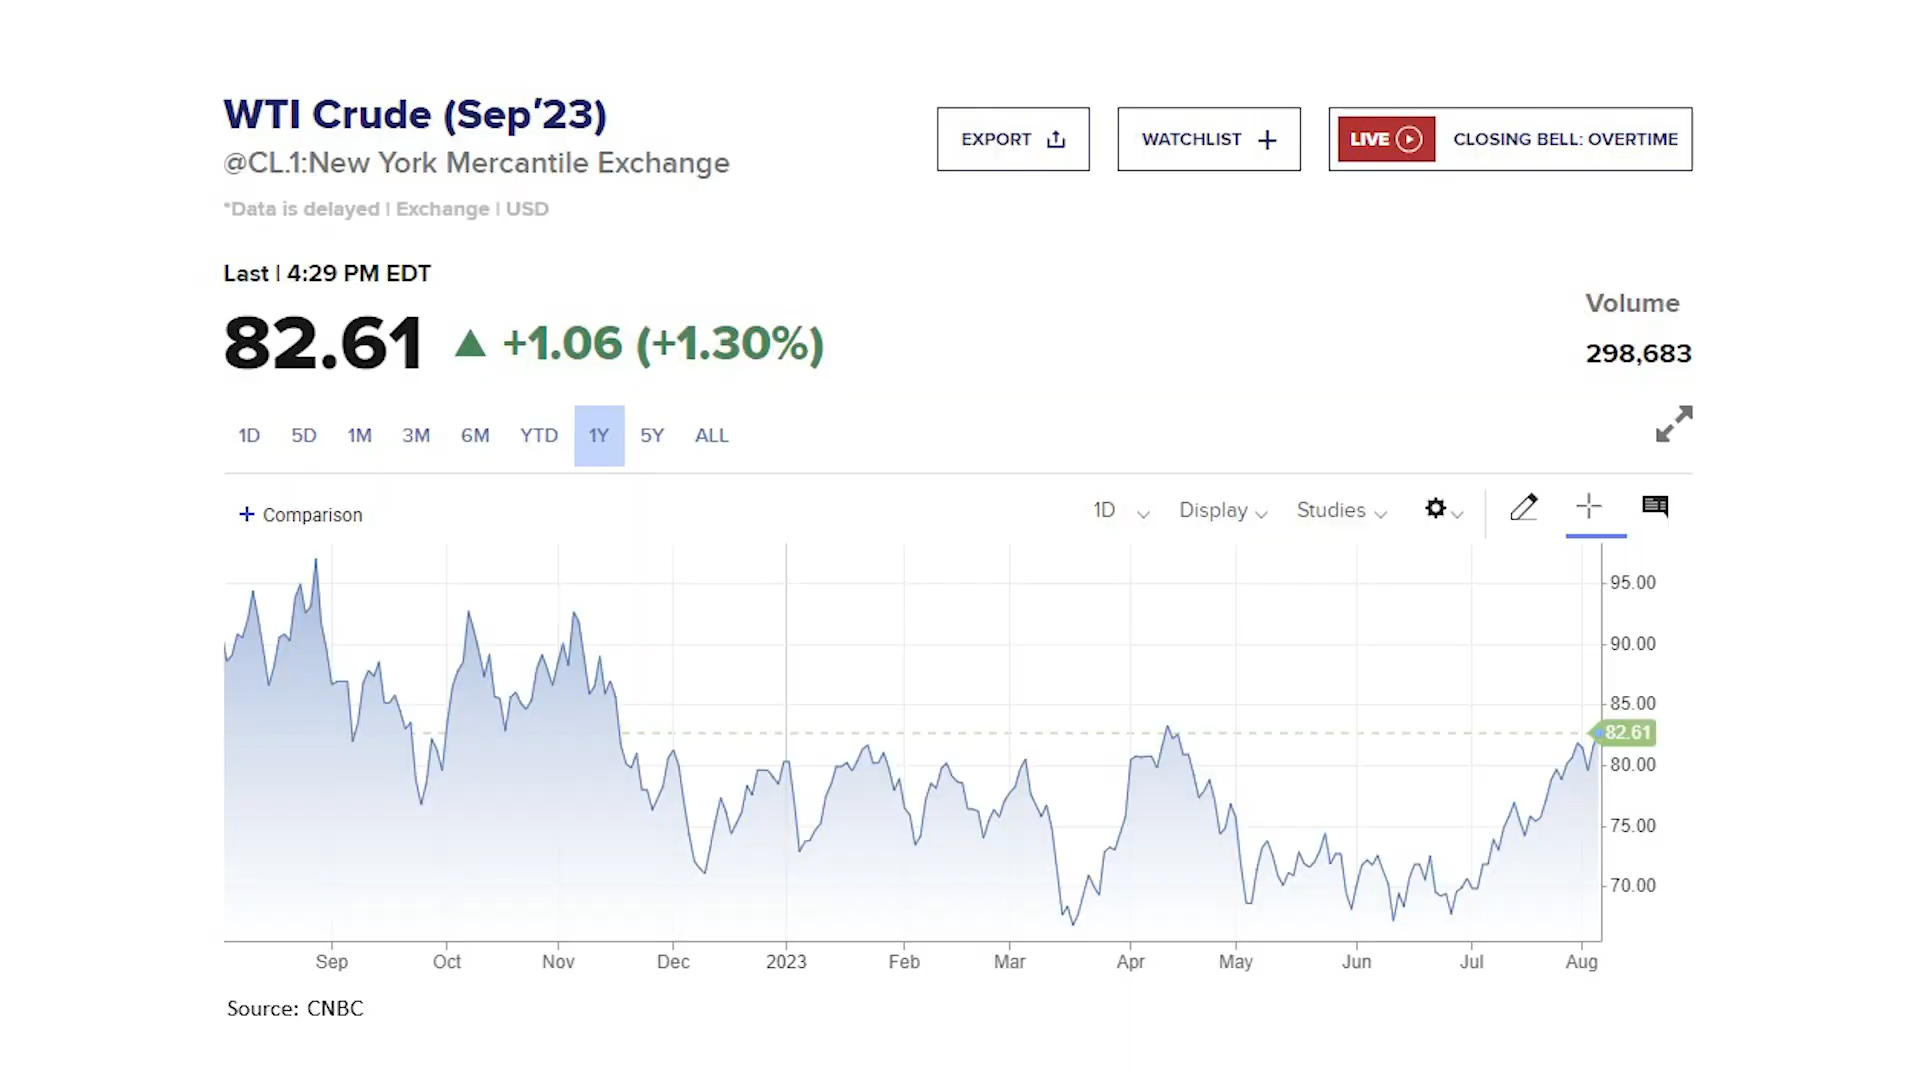 WTI Crude (Sep'23)
@CL.1:New York Mercantile Exchange
*Data is delayed | Exchange | USD
EXPORT
WATCHLIST +
LIVE CLOSING BELL: OVERTIME
Last | 4:29 PM EDT
82.61 ▲ +1.06 (+1.30%)
Volume
298,683
1D 5D 1M 3M 6M YTD 1Y 5Y ALL
+ Comparison
1D Display Studies
95.00
90.00
85.00
82.61
80.00
75.00
70.00
Sep Oct Nov Dec 2023 Feb Mar Apr May Jun Jul Aug
Source: CNBC